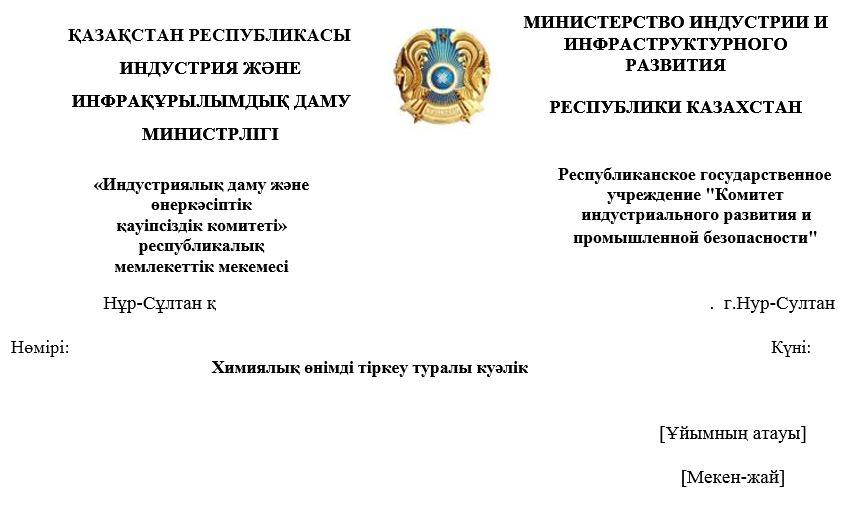 ҚАЗАҚСТАН РЕСПУБЛИКАСЫ
ИНДУСТРИЯ ЖӘНЕ
ИНФРАҚҰРЫЛЫМДЫҚ ДАМУ
МИНИСТРЛІГІ
МИНИСТЕРСТВО ИНДУСТРИИ И
ИНФРАСТРУКТУРНОГО
РАЗВИТИЯ
РЕСПУБЛИКИ КАЗАХСТАН
«Индустриялық даму және
өнеркәсіптік
қауіпсіздік комитеті»
республикалық
мемлекеттік мекемесі
Республиканское государственное
учреждение "Комитет
индустриального развития и
промышленной безопасности"
Нұр-Сұлтан қ
. г.Нур-Султан
Нөмірі:
Күні:
Химиялық өнімді тіркеу туралы куәлік
[Ұйымның атауы]
[Мекен-жай]